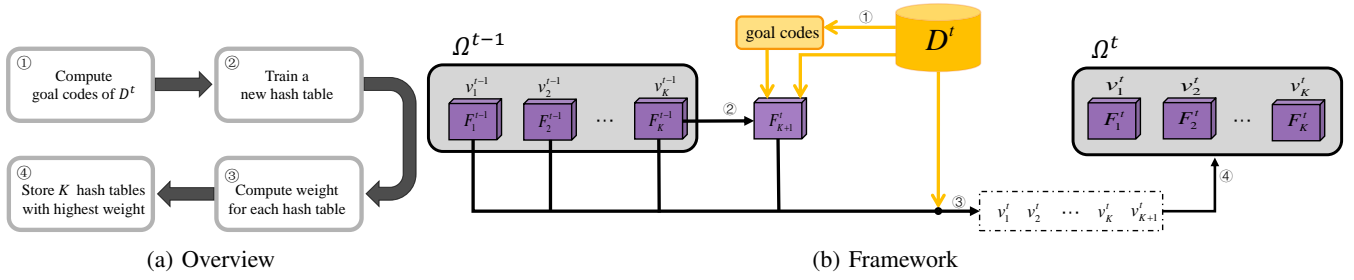 ①
Compute
goal codes of D^t
②
Train a
new hash table
④
Store K hash tables
with highest weight
③
Compute weight
for each hash table
(a) Overview
Ω^{t−1}
v_1^{t-1} v_2^{t-1} v_K^{t-1}
F_1^{t-1} F_2^{t-1} ··· F_K^{t-1}
②
F_{K+1}^t
goal codes
①
D^t
③
v_1^t v_2^t ··· v_K^t v_{K+1}^t
④
Ω^t
v_1^t v_2^t v_K^t
F_1^t F_2^t ··· F_K^t
(b) Framework